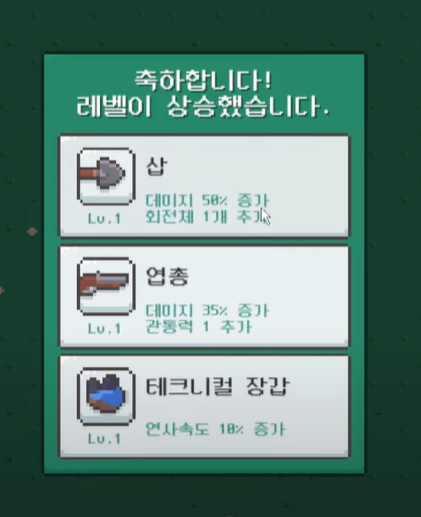 축하합니다!
레벨이 상승했습니다.
삽
데미지 50% 증가
회전체 1개 추가
Lv.1
엽총
데미지 35% 증가
관통력 1 추가
Lv.1
테크니컬 장갑
연사속도 10% 증가
Lv.1